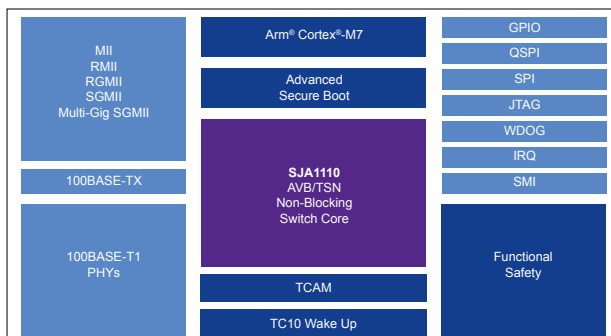 MII
RMII
RGMII
SGMII
Multi-Gig SGMII
100BASE-TX
100BASE-T1
PHYs
Arm® Cortex®-M7
Advanced
Secure Boot
SJA1110
AVB/TSN
Non-Blocking
Switch Core
TCAM
TC10 Wake Up
GPIO
QSPI
SPI
JTAG
WDOG
IRQ
SMI
Functional
Safety